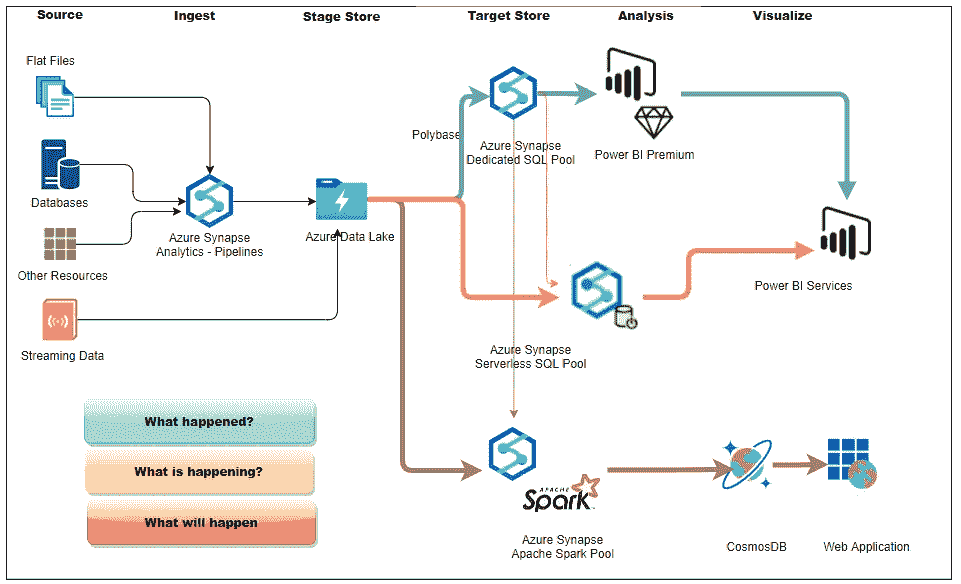 Source
Ingest
Stage Store
Target Store
Analysis
Visualize
Flat Files
Databases
Other Resources
Streaming Data
Azure Synapse
Analytics - Pipelines
Azure Data Lake
Polybase
Azure Synapse
Dedicated SQL Pool
Power BI Premium
Power BI Services
Azure Synapse
Serverless SQL Pool
APACHE
Spark
Azure Synapse
Apache Spark Pool
CosmosDB
Web Application
What happened?
What is happening?
What will happen